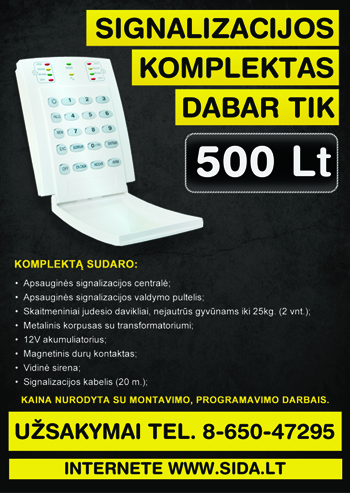 SIGNALIZACIJOS
KOMPLEKTAS
DABAR TIK
500 Lt
KOMPLEKTĄ SUDARO:
• Apsauginės signalizacijos centralė;
• Apsauginės signalizacijos valdymo pultelis;
• Skaitmeniniai judesio davikliai, nejautrūs gyvūnams iki 25kg. (2 vnt.);
• Metalinis korpusas su transformatoriumi;
• 12V akumuliatorius;
• Magnetinis durų kontaktas;
• Vidinė sirena;
• Signalizacijos kabelis (20 m.);
KAINA NURODYTA SU MONTAVIMO, PROGRAMAVIMO DARBAIS.
UŽSAKYMAI TEL. 8-650-47295
INTERNETE WWW.SIDA.LT